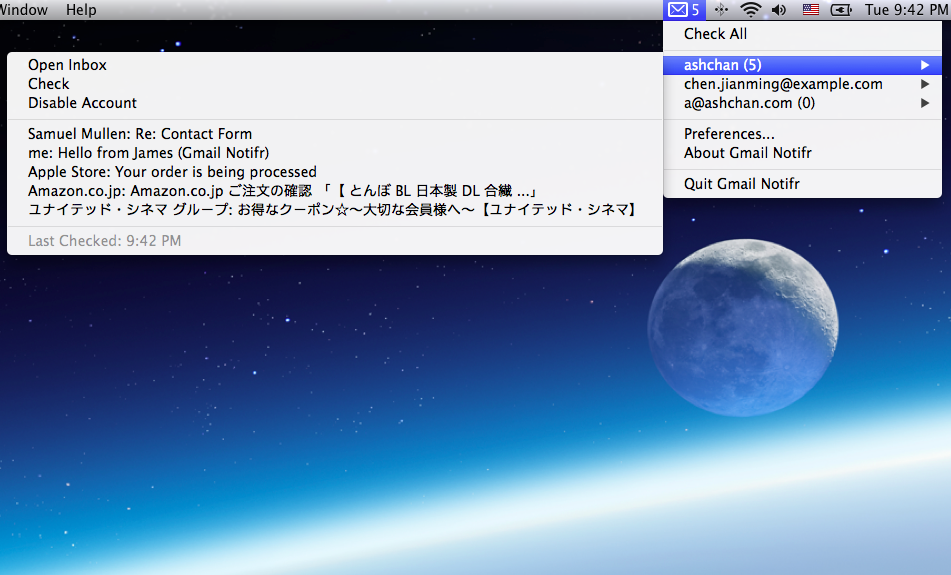 Window Help 5 Tue 9:42 PM
Check All
ashchan (5)
chen.jianming@example.com
a@ashchan.com (0)
Preferences...
About Gmail Notifr
Quit Gmail Notifr
Open Inbox
Check
Disable Account
Samuel Mullen: Re: Contact Form
me: Hello from James (Gmail Notifr)
Apple Store: Your order is being processed
Amazon.co.jp: Amazon.co.jp ご注文の確認 「【 とんぼ BL 日本製 DL 合繊 ...」
ユナイテッド・シネマ グループ: お得なクーポン☆〜大切な会員様へ〜【ユナイテッド・シネマ】
Last Checked: 9:42 PM